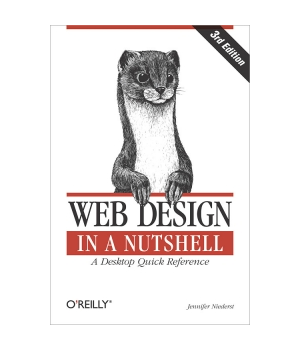 3rd Edition
WEB DESIGN
IN A NUTSHELL
A Desktop Quick Reference
O'REILLY®
Jennifer Niederst